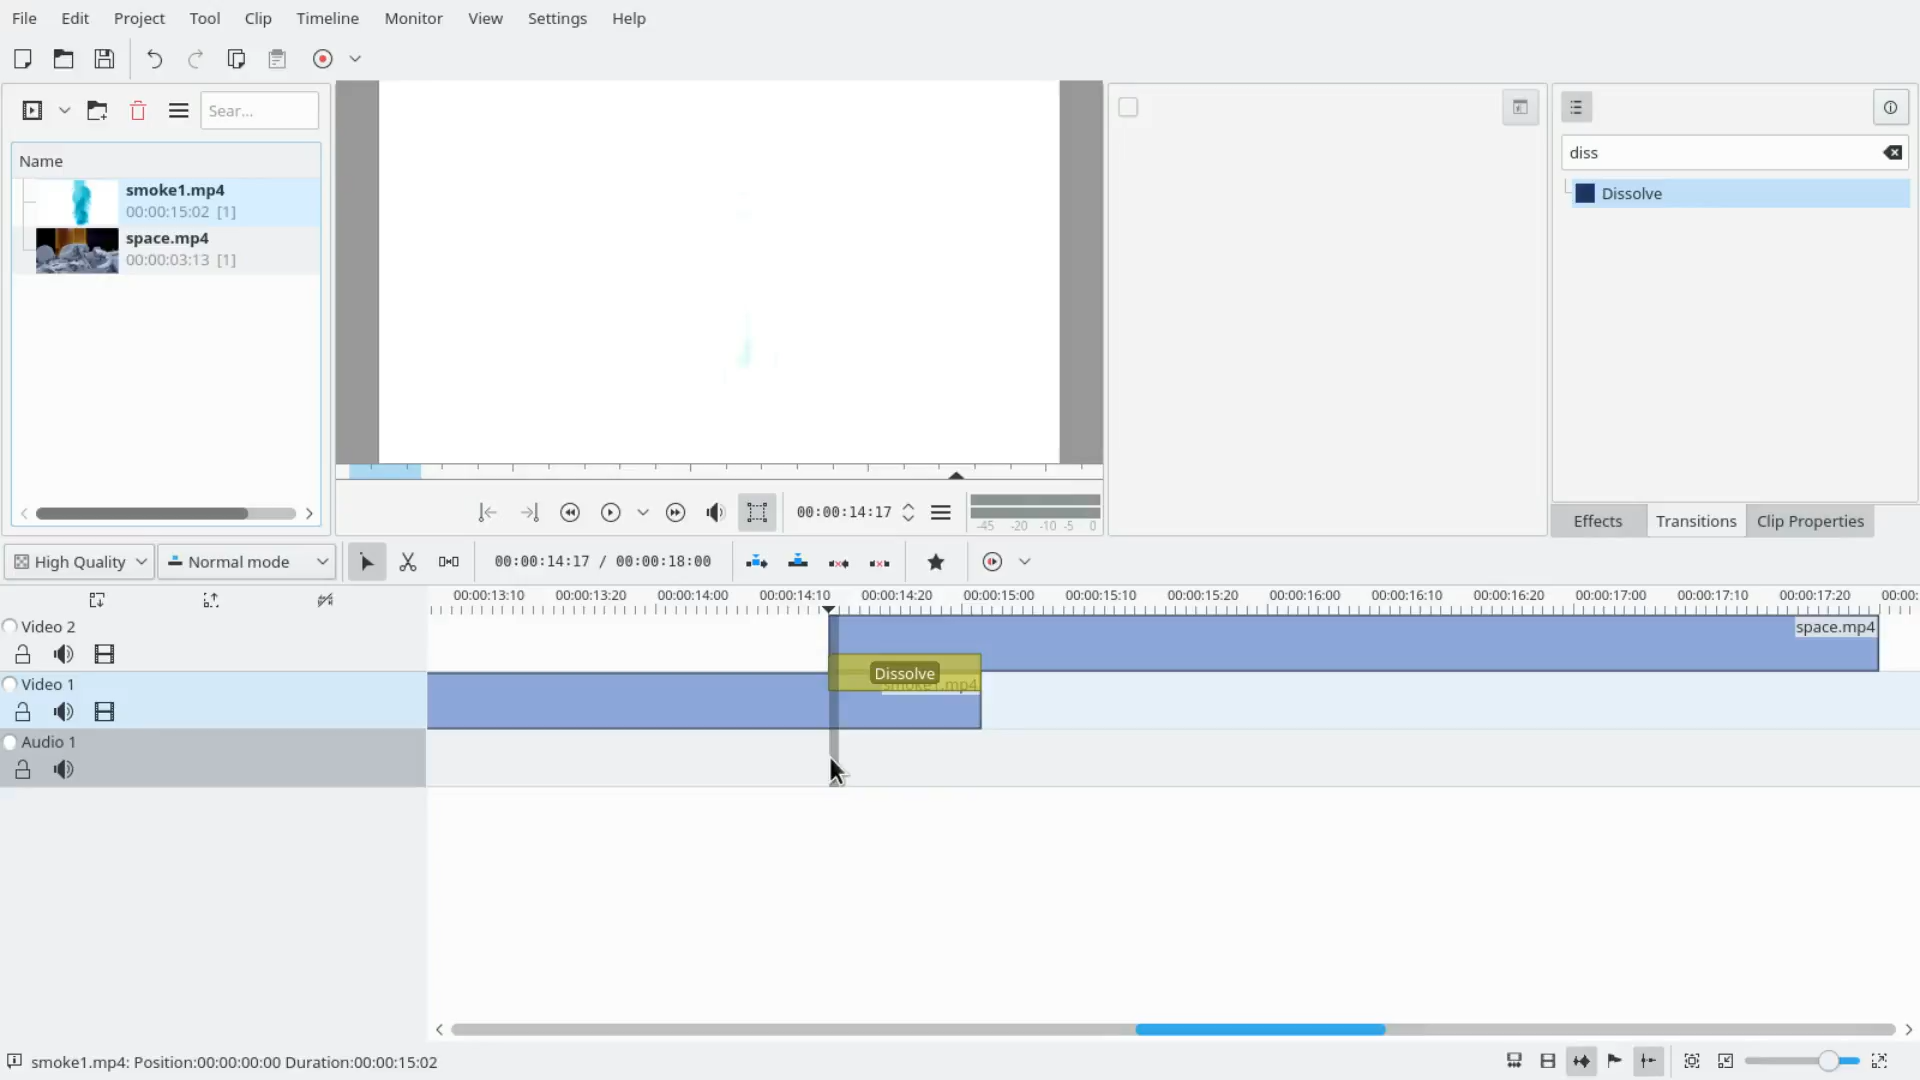 File Edit Project Tool Clip Timeline Monitor View Settings Help
Sear...
Name
smoke1.mp4
00:00:15:02 [1]
space.mp4
00:00:03:13 [1]
diss
Dissolve
00:00:14:17
-45 -20 -10 -5 0
Effects Transitions Clip Properties
High Quality Normal mode 00:00:14:17 / 00:00:18:00
00:00:13:10 00:00:13:20 00:00:14:00 00:00:14:10 00:00:14:20 00:00:15:00 00:00:15:10 00:00:15:20 00:00:16:00 00:00:16:10 00:00:16:20 00:00:17:00 00:00:17:10 00:00:17:20 00:00:
Video 2
space.mp4
Dissolve
Video 1
smoke1.mp4
Audio 1
smoke1.mp4: Position:00:00:00:00 Duration:00:00:15:02